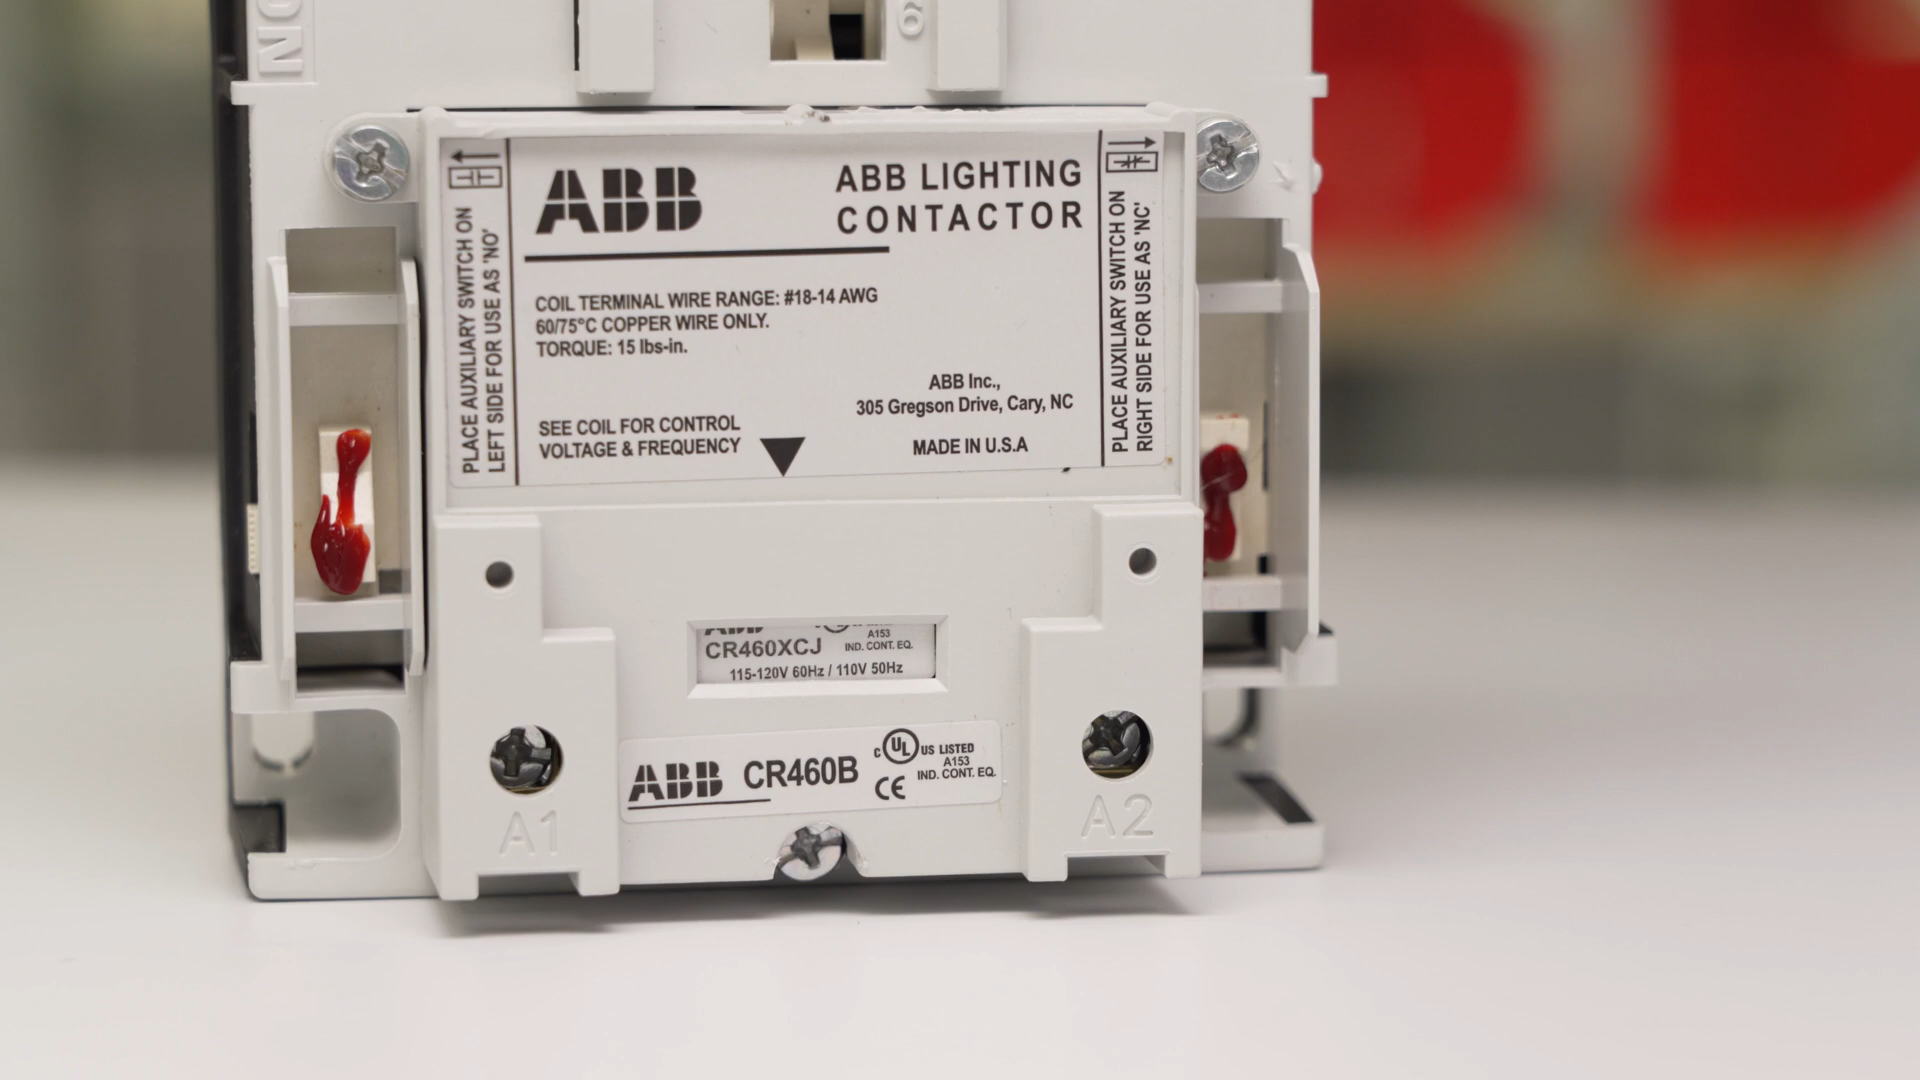 NO
6
PLACE AUXILIARY SWITCH ON
LEFT SIDE FOR USE AS 'NO'
ABB
ABB LIGHTING
CONTACTOR
COIL TERMINAL WIRE RANGE: #18-14 AWG
60/75°C COPPER WIRE ONLY.
TORQUE: 15 lbs-in.
SEE COIL FOR CONTROL
VOLTAGE & FREQUENCY
ABB Inc.,
305 Gregson Drive, Cary, NC
MADE IN U.S.A
PLACE AUXILIARY SWITCH ON
RIGHT SIDE FOR USE AS 'NC'
ABB
A153
CR460XCJ IND. CONT. EQ.
115-120V 60Hz / 110V 50Hz
ABB CR460B
C UL US LISTED
A153
IND. CONT. EQ.
CE
A1
A2